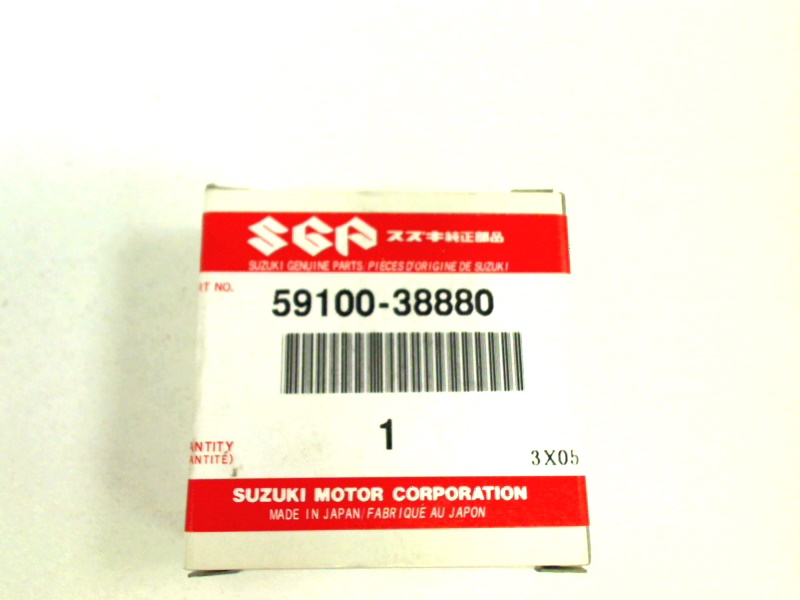 SGP スズキ純正部品
SUZUKI GENUINE PARTS/PIÈCES D'ORIGINE DE SUZUKI
RT NO.
59100-38880
1
ANTITY
ANTITÉ)
3X05
SUZUKI MOTOR CORPORATION
MADE IN JAPAN/FABRIQUÉ AU JAPON